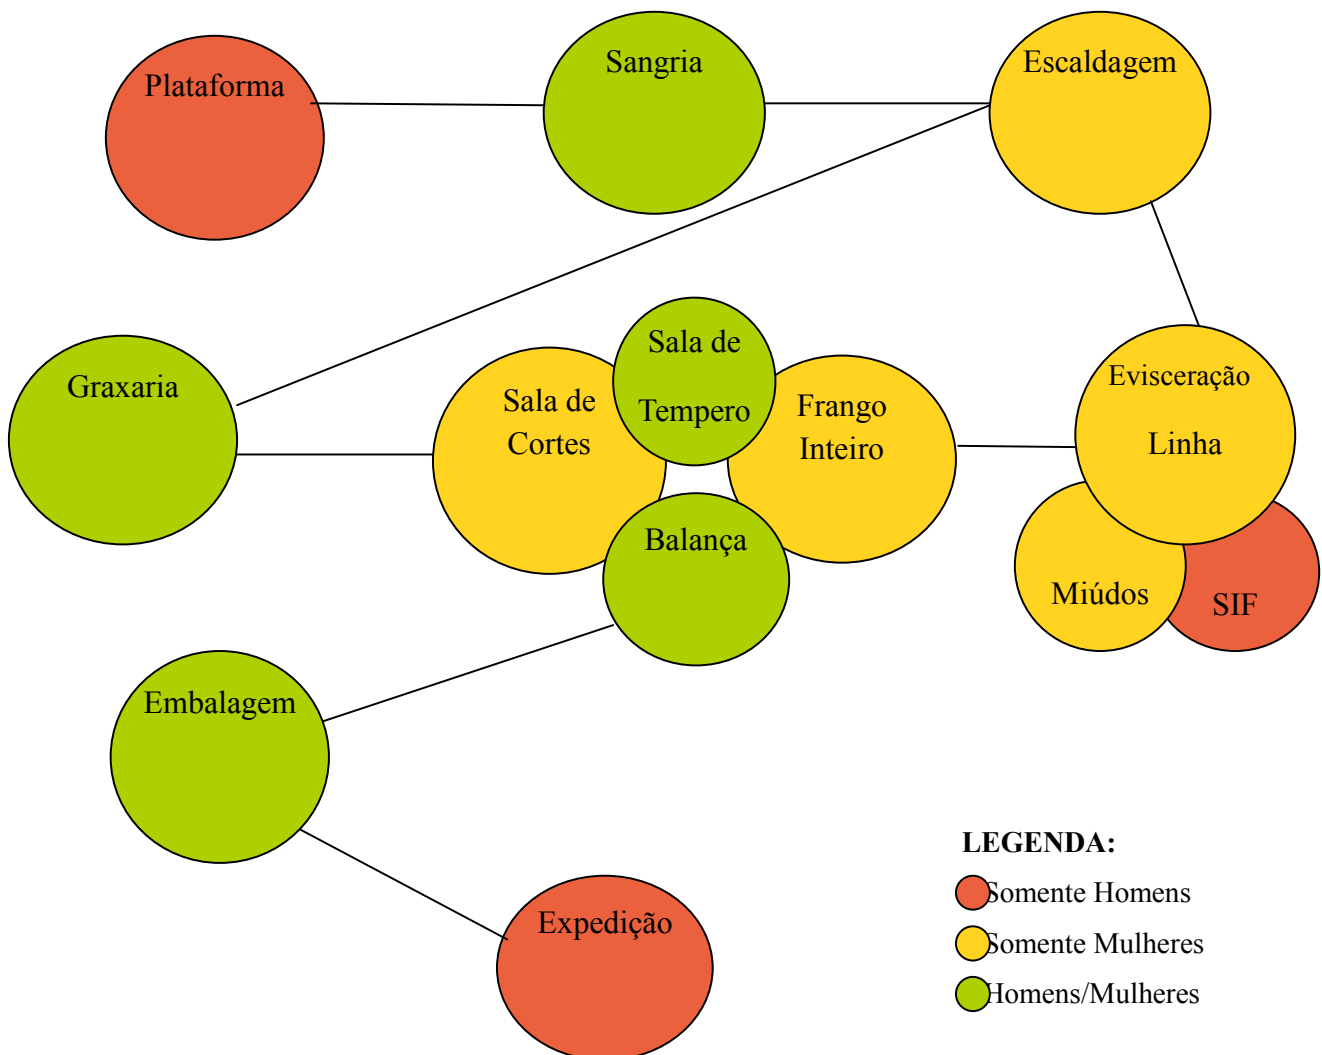 Plataforma
Sangria
Escaldagem
Graxaria
Sala de
Cortes
Sala de
Tempero
Frango
Inteiro
Evisceração
Linha
Balança
Miúdos
SIF
Embalagem
Expedição
LEGENDA:
Somente Homens
Somente Mulheres
Homens/Mulheres